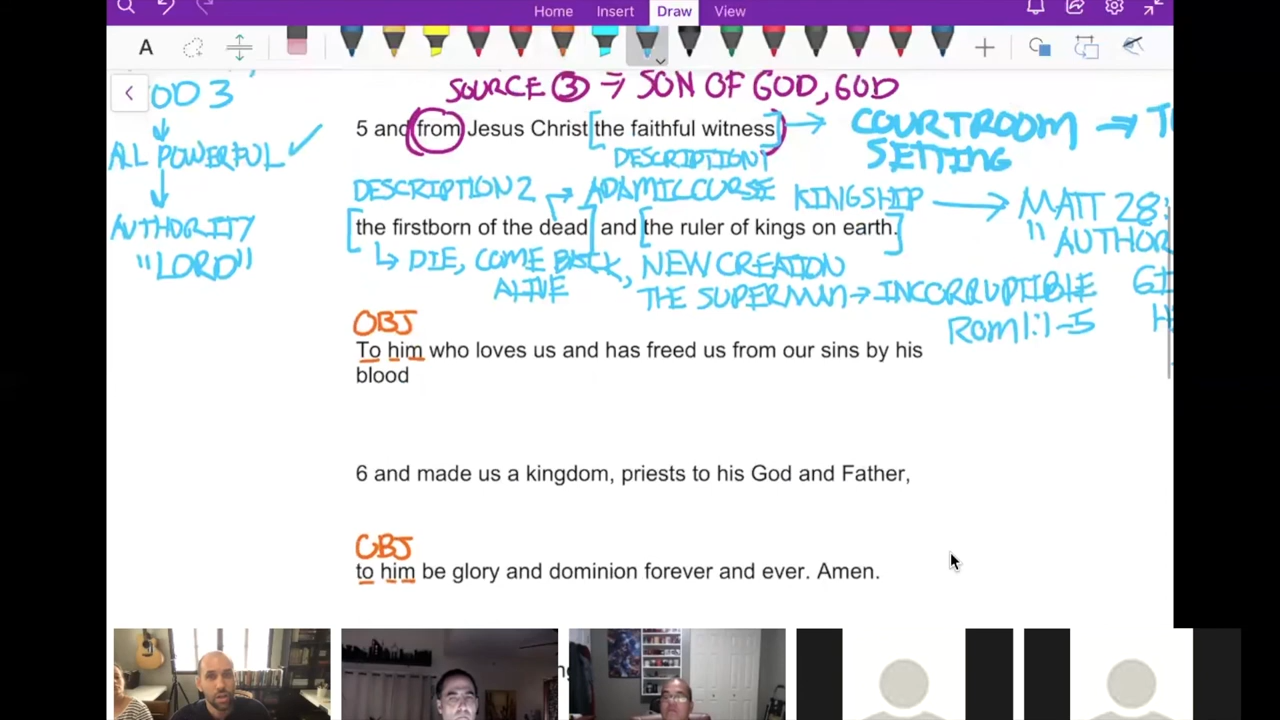 Home Insert Draw View
A
SOURCE 3 → SON OF GOD, GOD
OD 3
5 and from Jesus Christ [the faithful witness] → COURTROOM →
SETTING
ALL POWERFUL
DESCRIPTION 1
DESCRIPTION 2 → ADAMIC CURSE KINGSHIP → MATT 28:
AUTHORITY
"LORD"
[the firstborn of the dead] and [the ruler of kings on earth.]
" AUTHOR
↳ DIE, COME BACK ALIVE, NEW CREATION
THE SUPERMAN → INCORRUPTIBLE
Rom 1:1-5
OBJ
To him who loves us and has freed us from our sins by his
blood
6 and made us a kingdom, priests to his God and Father,
OBJ
to him be glory and dominion forever and ever. Amen.